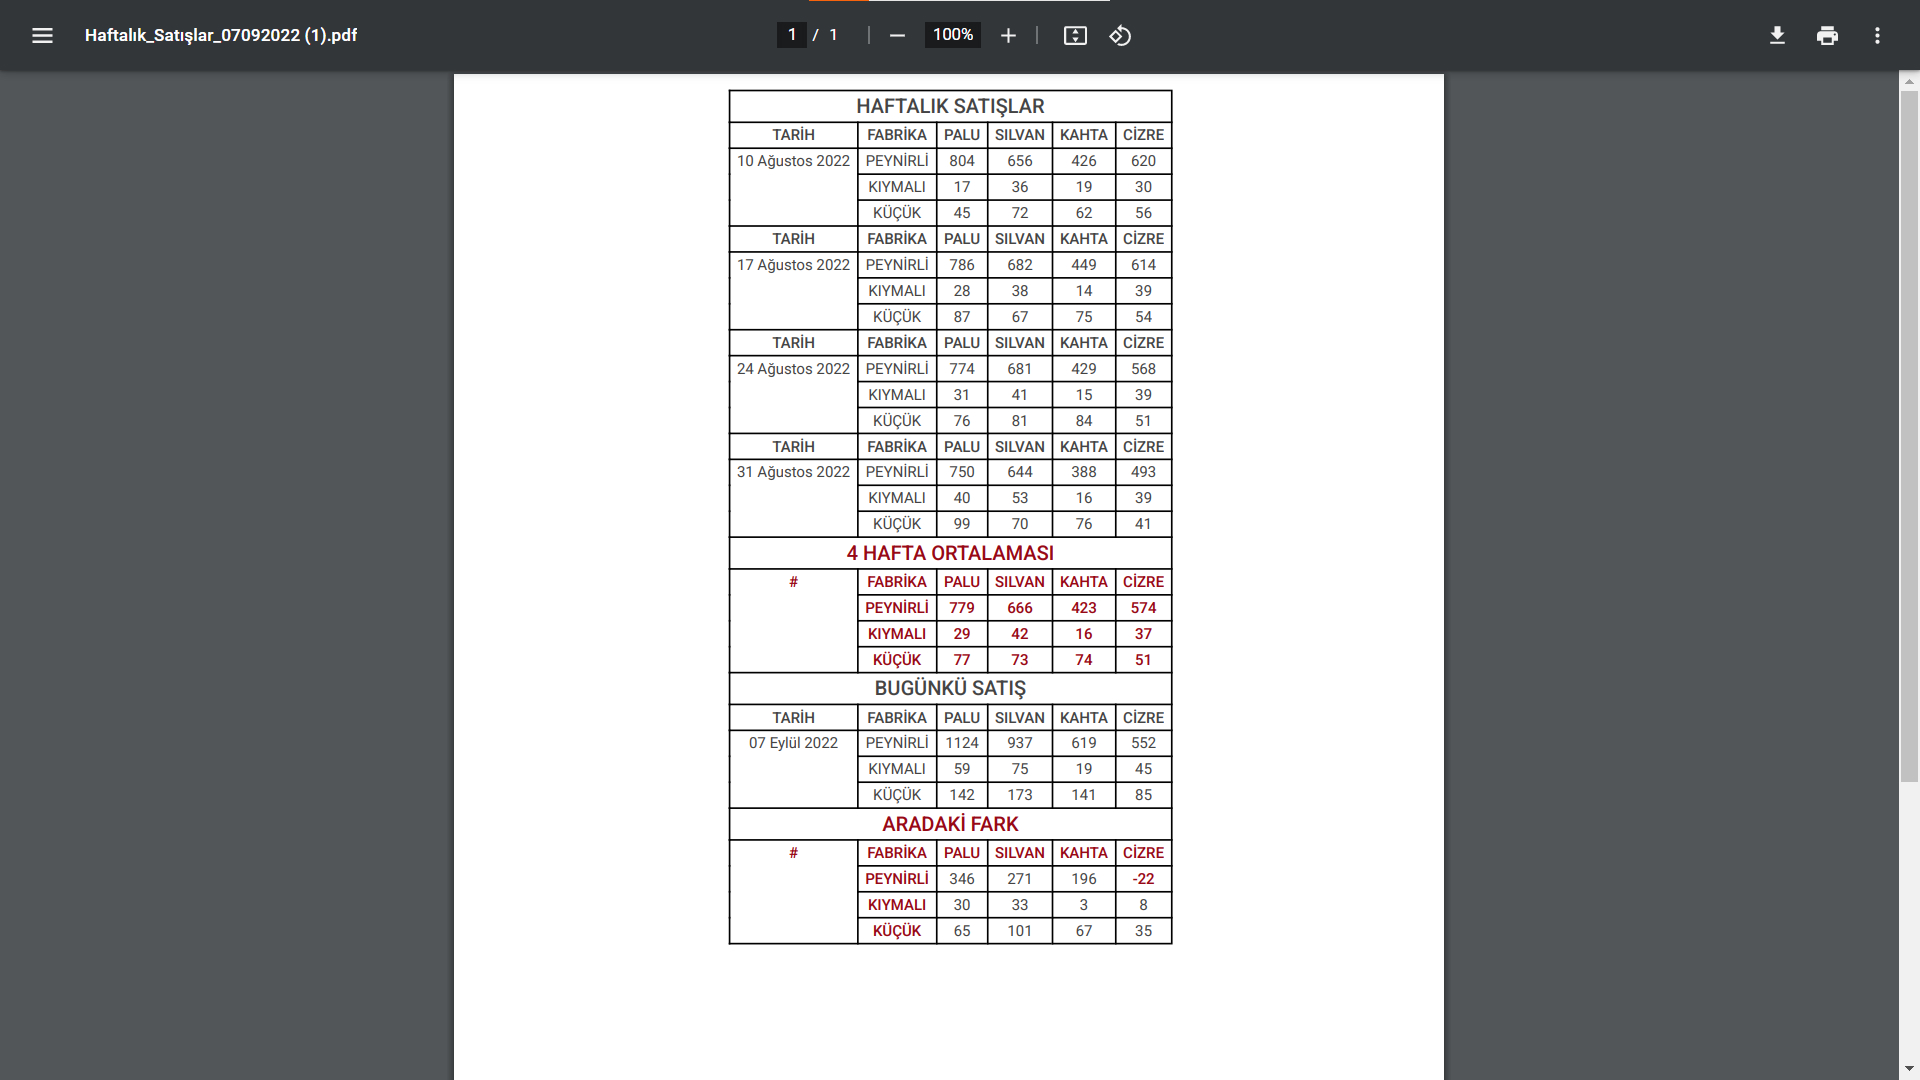 Haftalık_Satışlar_07092022 (1).pdf
1 / 1
100%
HAFTALIK SATIŞLAR
TARİH FABRİKA PALU SILVAN KAHTA CİZRE
10 Ağustos 2022 PEYNİRLİ 804 656 426 620
KIYMALI 17 36 19 30
KÜÇÜK 45 72 62 56
TARİH FABRİKA PALU SILVAN KAHTA CİZRE
17 Ağustos 2022 PEYNİRLİ 786 682 449 614
KIYMALI 28 38 14 39
KÜÇÜK 87 67 75 54
TARİH FABRİKA PALU SILVAN KAHTA CİZRE
24 Ağustos 2022 PEYNİRLİ 774 681 429 568
KIYMALI 31 41 15 39
KÜÇÜK 76 81 84 51
TARİH FABRİKA PALU SILVAN KAHTA CİZRE
31 Ağustos 2022 PEYNİRLİ 750 644 388 493
KIYMALI 40 53 16 39
KÜÇÜK 99 70 76 41
4 HAFTA ORTALAMASI
# FABRİKA PALU SILVAN KAHTA CİZRE
PEYNİRLİ 779 666 423 574
KIYMALI 29 42 16 37
KÜÇÜK 77 73 74 51
BUGÜNKÜ SATIŞ
TARİH FABRİKA PALU SILVAN KAHTA CİZRE
07 Eylül 2022 PEYNİRLİ 1124 937 619 552
KIYMALI 59 75 19 45
KÜÇÜK 142 173 141 85
ARADAKİ FARK
# FABRİKA PALU SILVAN KAHTA CİZRE
PEYNİRLİ 346 271 196 -22
KIYMALI 30 33 3 8
KÜÇÜK 65 101 67 35